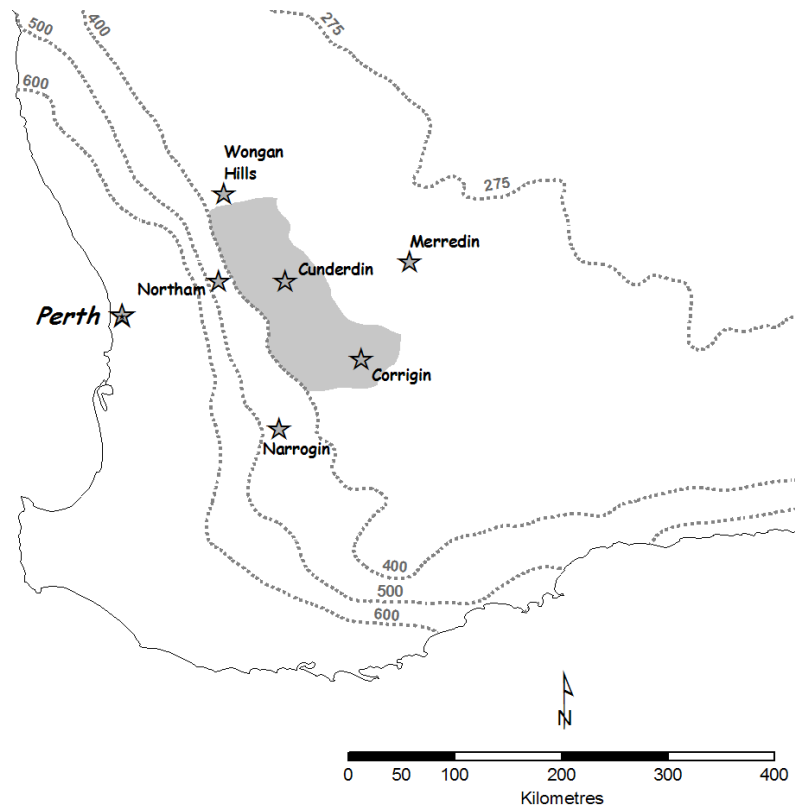 275
400
500
600
Wongan
Hills
275
Merredin
Cunderdin
Northam
Perth
Corrigin
Narrogin
400
500
600
N
0 50 100 200 300 400
Kilometres